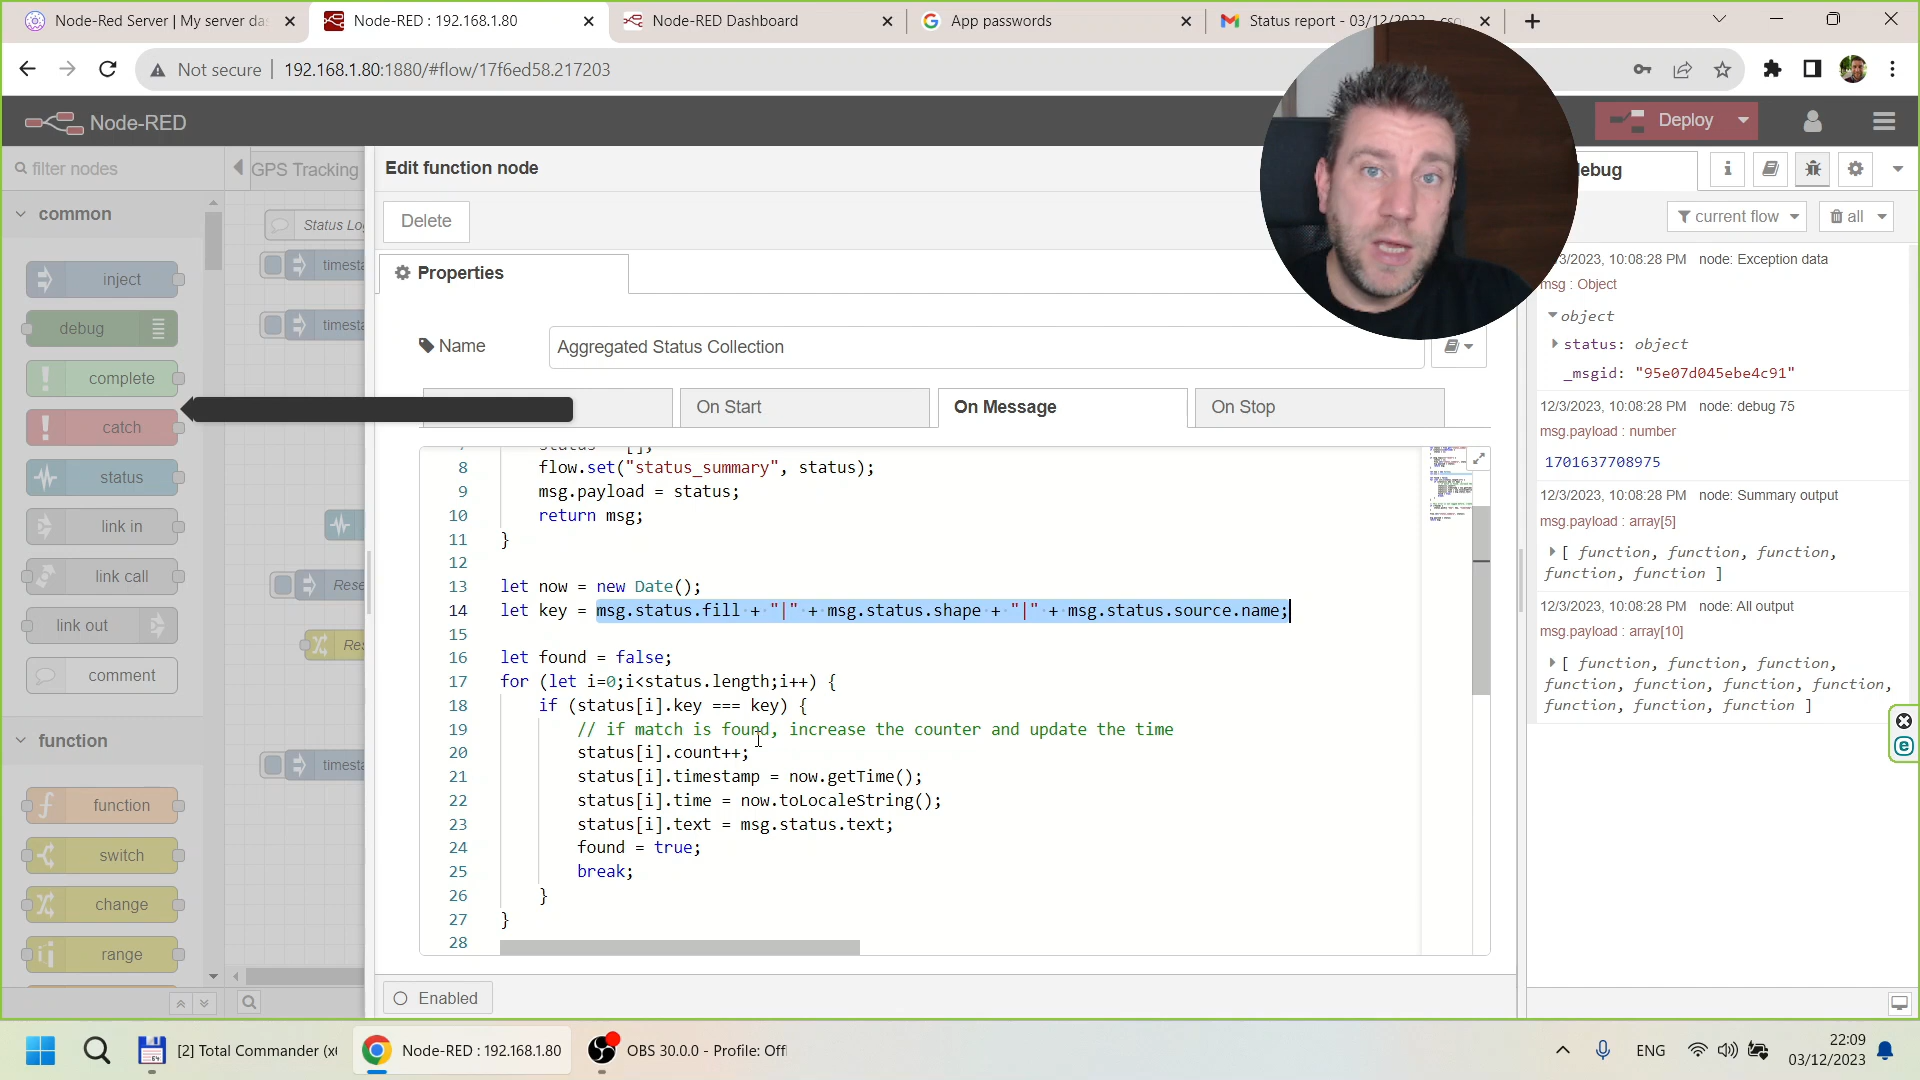 Node-Red Server | My server da
Node-RED : 192.168.1.80
Node-RED Dashboard
App passwords
Status report - 03/12/2023 - cso
Not secure
192.168.1.80:1880/#flow/17f6ed58.217203
Node-RED
Deploy
filter nodes
GPS Tracking
Edit function node
ebug
common
Delete
current flow
all
Status Lo
inject
timesta
Properties
/3/2023, 10:08:28 PM node: Exception data
msg : Object
object
debug
timesta
Name
Aggregated Status Collection
status: object
_msgid: "95e07d045ebe4c91"
complete
On Start
On Message
On Stop
12/3/2023, 10:08:28 PM node: debug 75
msg.payload : number
1701637708975
catch
status = [];
8 flow.set("status_summary", status);
9 msg.payload = status;
10 return msg;
11 }
12
13 let now = new Date();
14 let key = msg.status.fill + "|" + msg.status.shape + "|" + msg.status.source.name;
15
16 let found = false;
17 for (let i=0;i<status.length;i++) {
18 if (status[i].key === key) {
19 // if match is found, increase the counter and update the time
20 status[i].count++;
21 status[i].timestamp = now.getTime();
22 status[i].time = now.toLocaleString();
23 status[i].text = msg.status.text;
24 found = true;
25 break;
26 }
27 }
28
status
link in
link call
Rese
link out
Res
comment
function
timesta
function
switch
change
range
12/3/2023, 10:08:28 PM node: Summary output
msg.payload : array[5]
[ function, function, function,
function, function ]
12/3/2023, 10:08:28 PM node: All output
msg.payload : array[10]
[ function, function, function,
function, function, function, function,
function, function, function ]
Enabled
[2] Total Commander (x
Node-RED : 192.168.1.80
OBS 30.0.0 - Profile: Off
ENG
22:09
03/12/2023